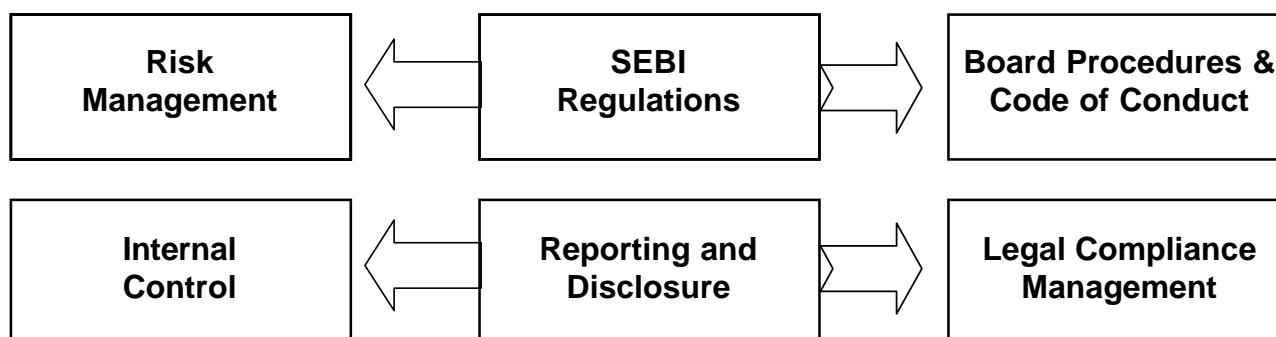 Risk
Management
SEBI
Regulations
Board Procedures &
Code of Conduct
Internal
Control
Reporting and
Disclosure
Legal Compliance
Management